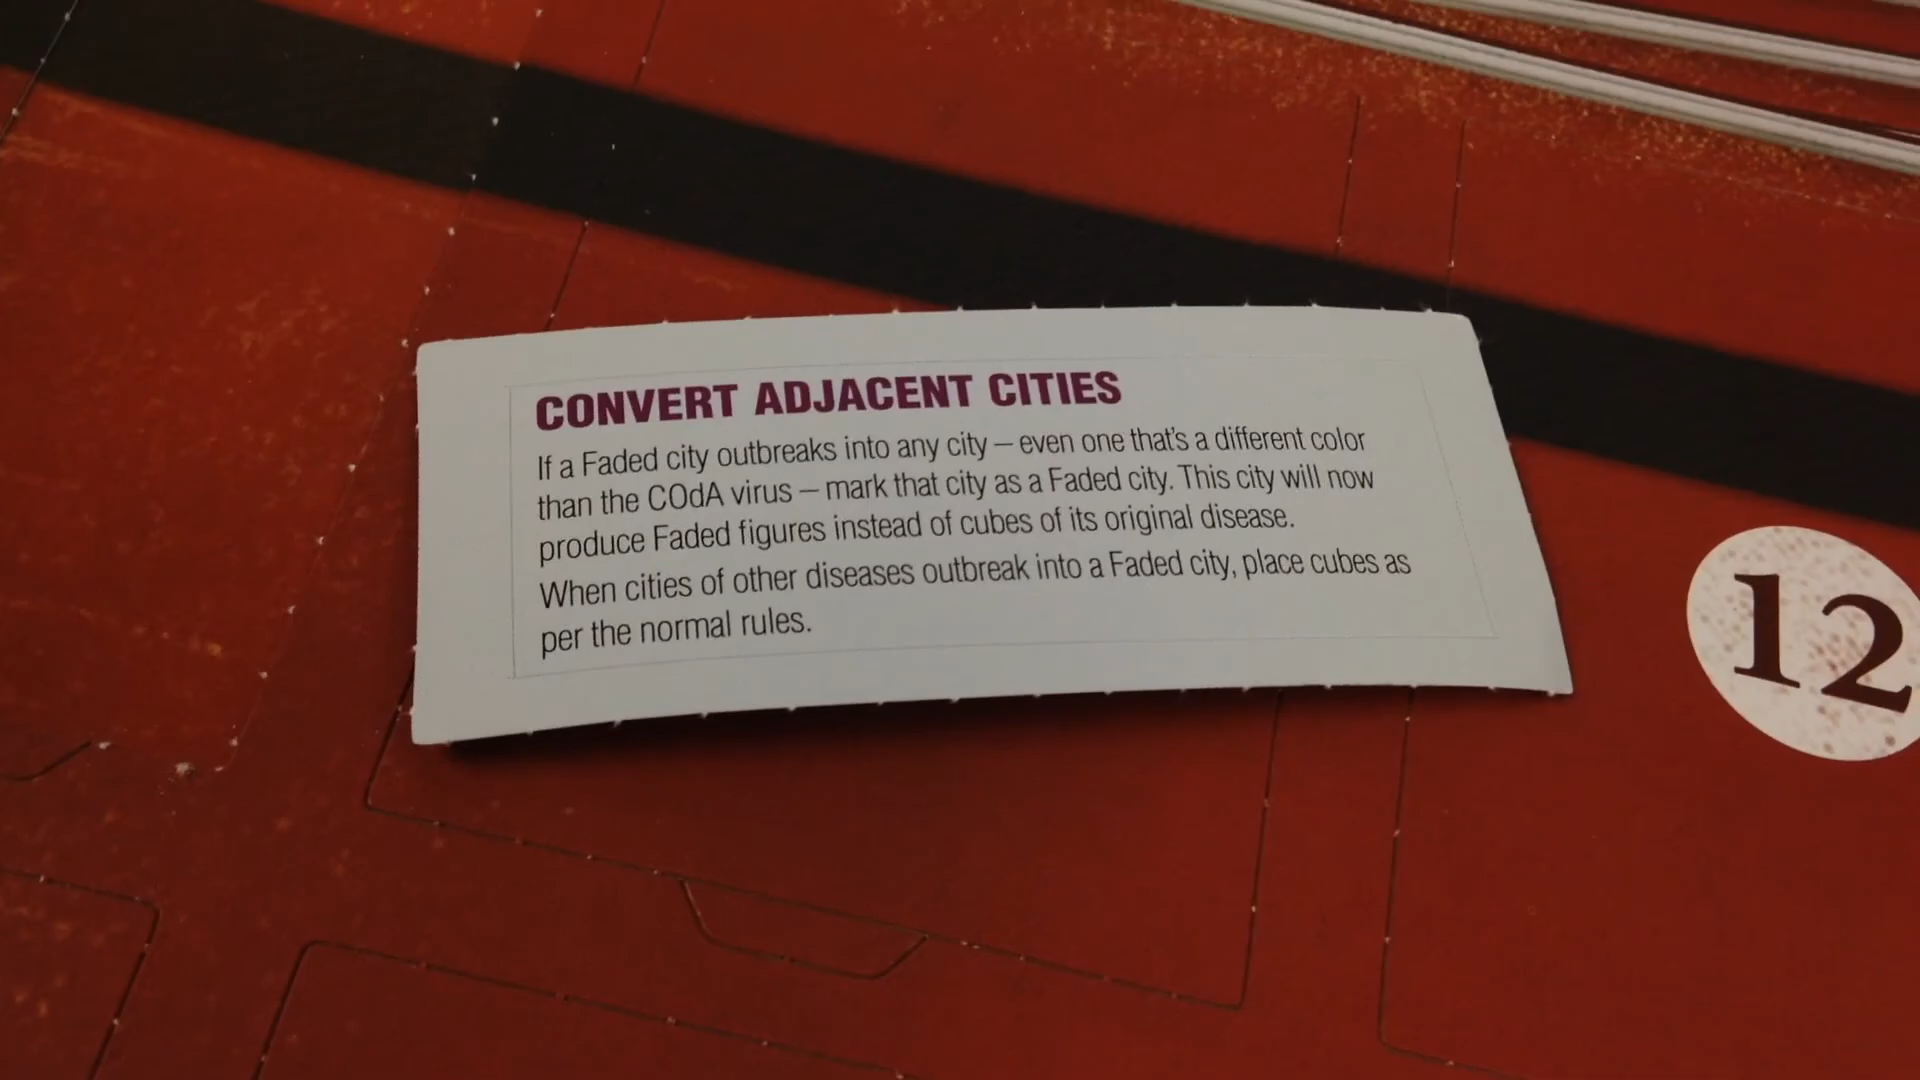 CONVERT ADJACENT CITIES
If a Faded city outbreaks into any city – even one that's a different color
than the COdA virus – mark that city as a Faded city. This city will now
produce Faded figures instead of cubes of its original disease.
When cities of other diseases outbreak into a Faded city, place cubes as
per the normal rules.
12